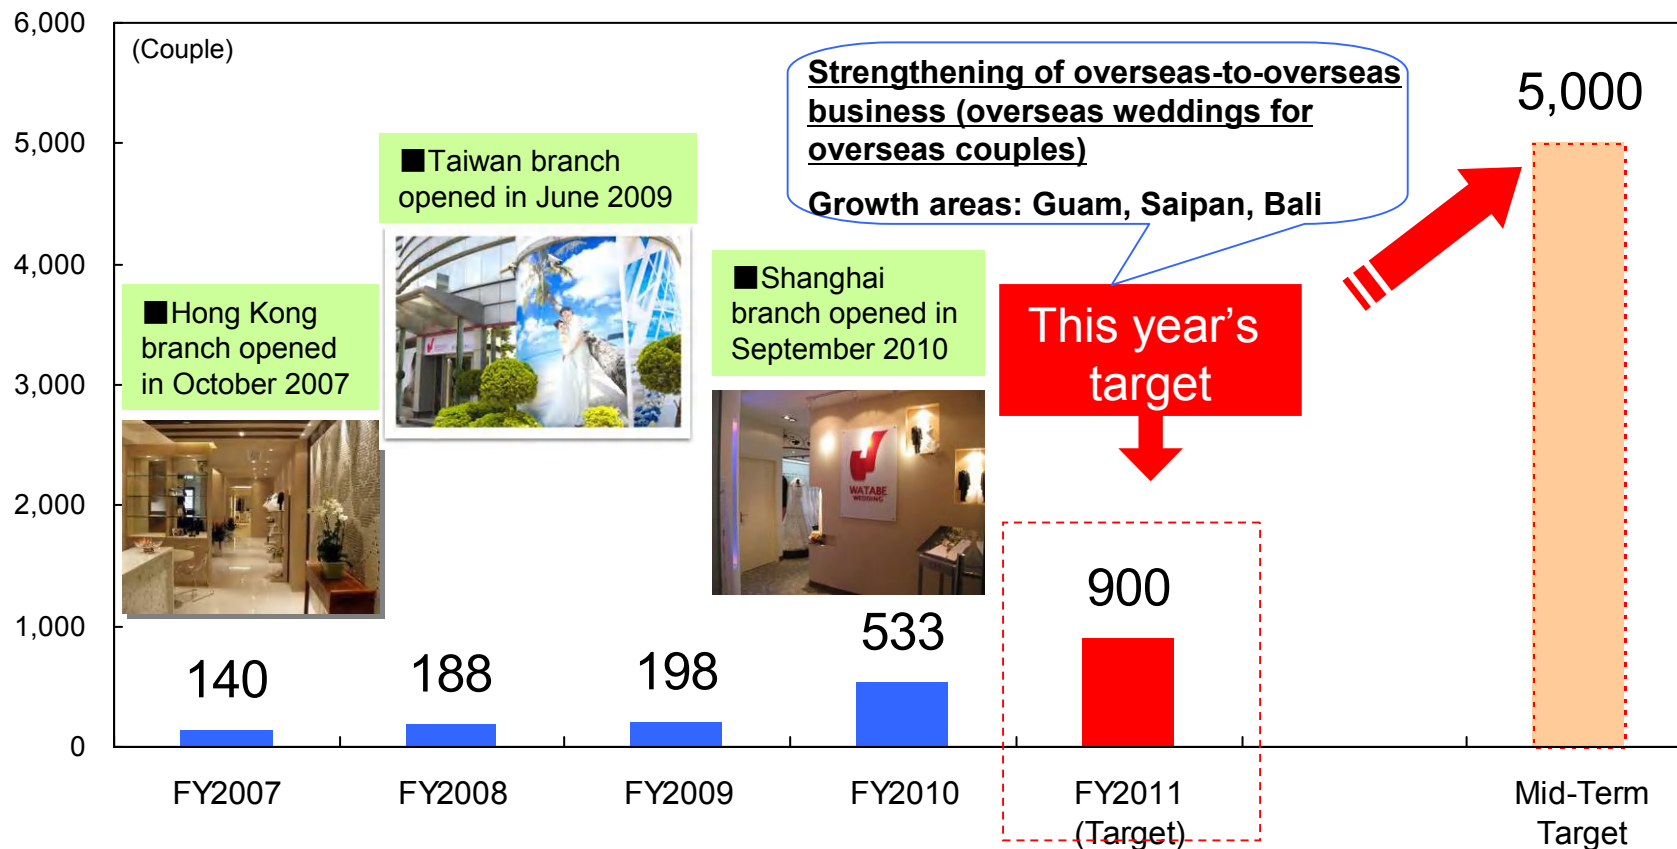 6,000
5,000
4,000
3,000
2,000
1,000
0
(Couple)
■Hong Kong
branch opened
in October 2007
■Taiwan branch
opened in June 2009
■Shanghai
branch opened in
September 2010
WATABE
WEDDING
Strengthening of overseas-to-overseas
business (overseas weddings for
overseas couples)
Growth areas: Guam, Saipan, Bali
This year's
target
140
188
198
533
900
5,000
FY2007
FY2008
FY2009
FY2010
FY2011
(Target)
Mid-Term
Target